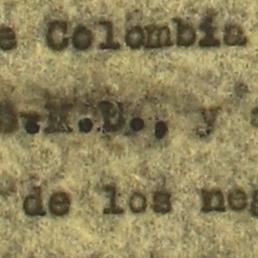 e Colombia
.K.D., y
de los neg